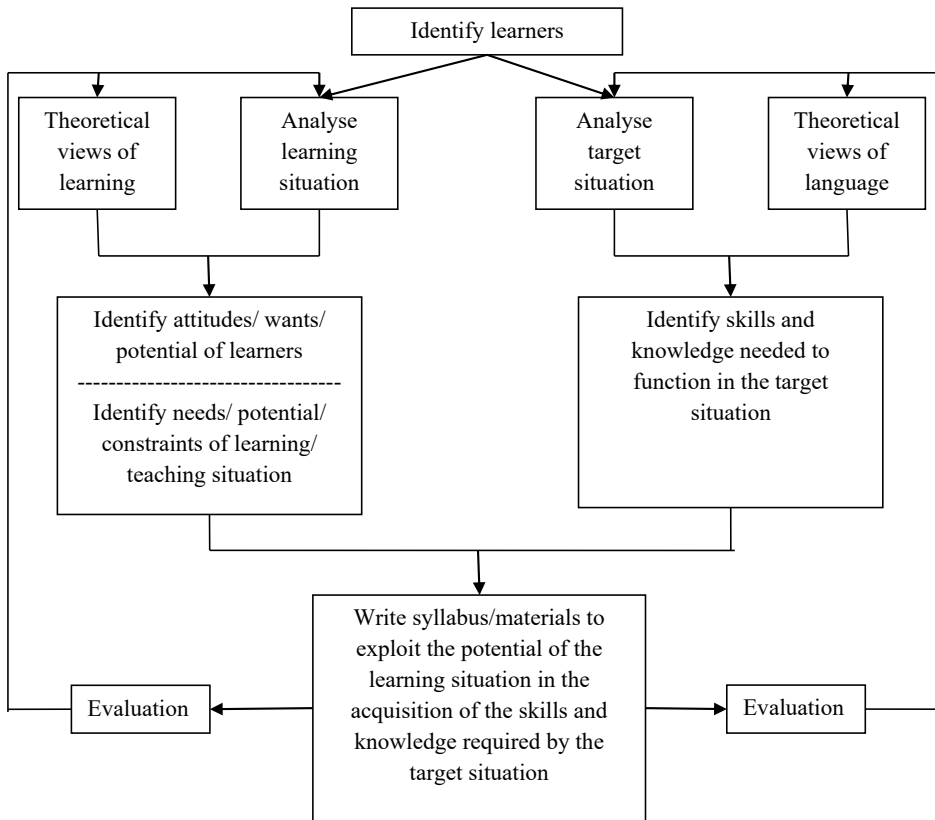 Identify learners
Theoretical
views of
learning
Analyse
learning
situation
Analyse
target
situation
Theoretical
views of
language
Identify attitudes/ wants/
potential of learners
-----------------------------------
Identify needs/ potential/
constraints of learning/
teaching situation
Identify skills and
knowledge needed to
function in the target
situation
Write syllabus/materials to
exploit the potential of the
learning situation in the
acquisition of the skills and
knowledge required by the
target situation
Evaluation
Evaluation